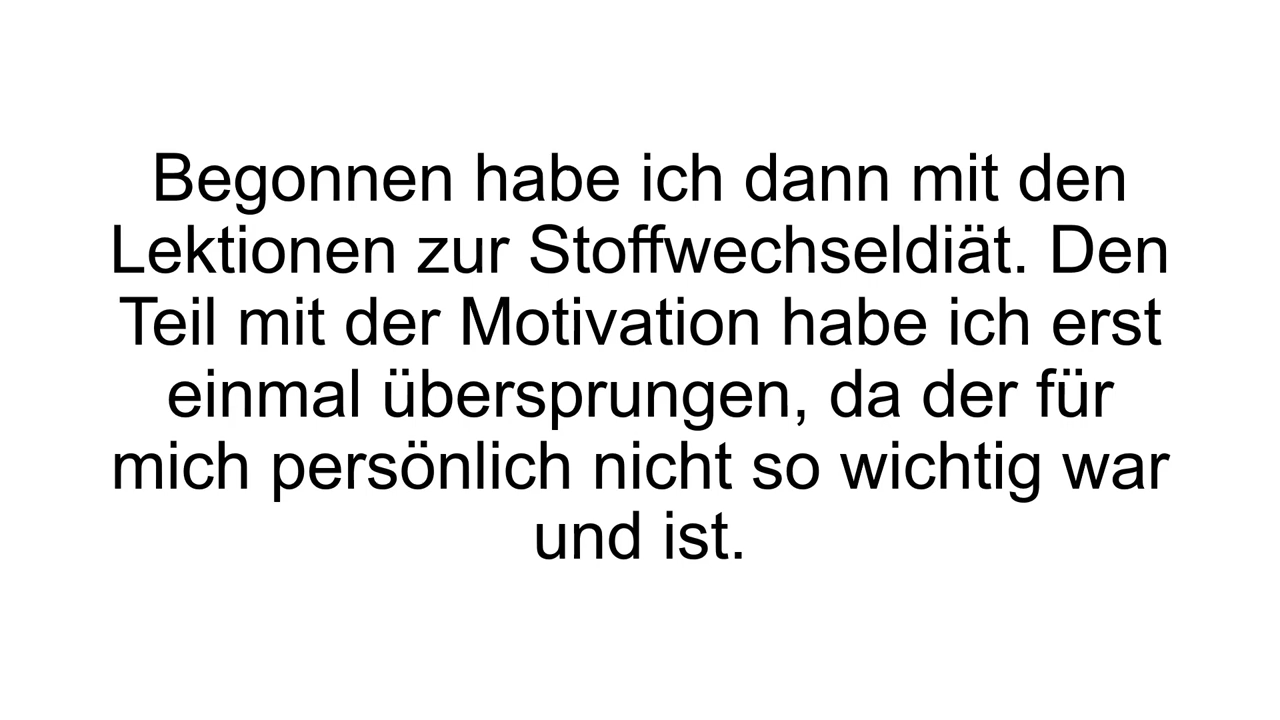 Begonnen habe ich dann mit den
Lektionen zur Stoffwechseldiät. Den
Teil mit der Motivation habe ich erst
einmal übersprungen, da der für
mich persönlich nicht so wichtig war
und ist.